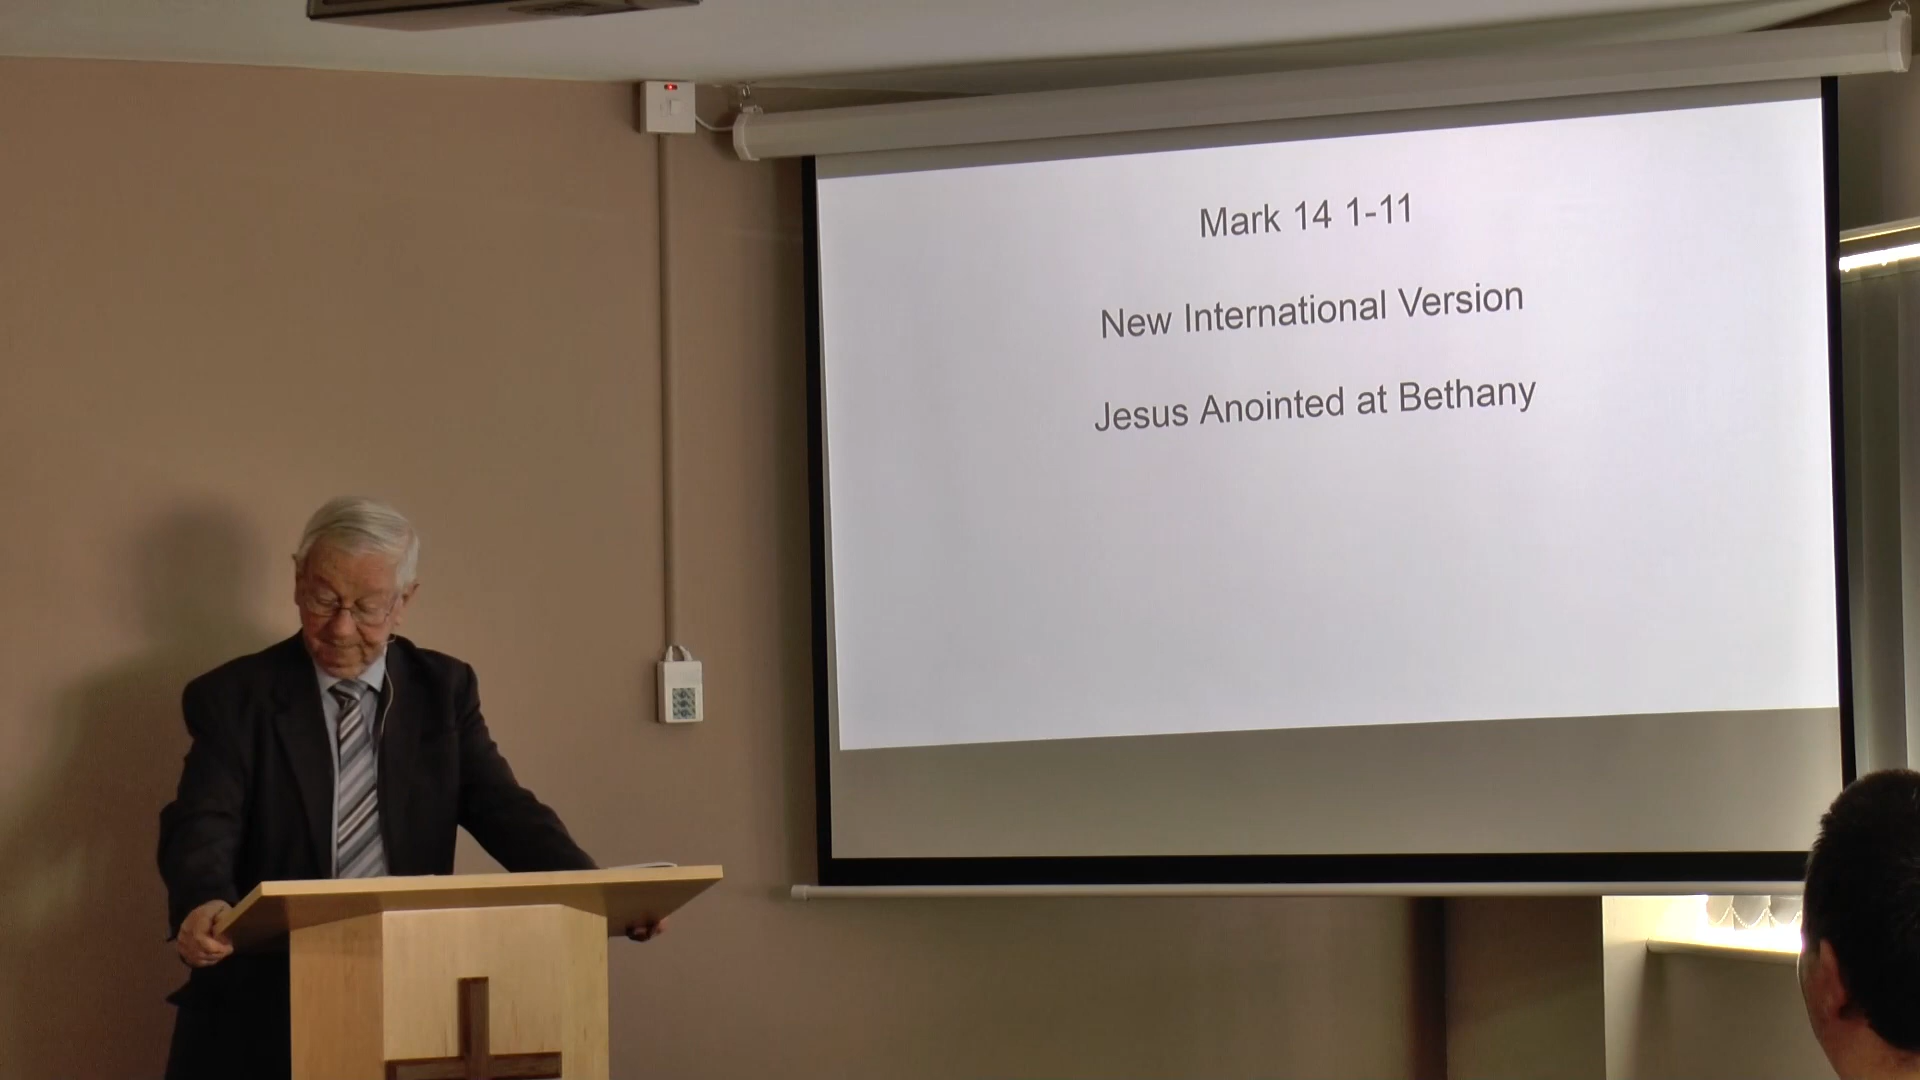 Mark 14 1-11
New International Version
Jesus Anointed at Bethany